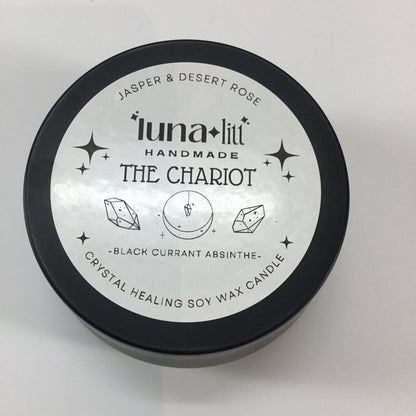 JASPER & DESERT ROSE
luna litt
HANDMADE
THE CHARIOT
-BLACK CURRANT ABSINTHE-
CRYSTAL HEALING SOY WAX CANDLE